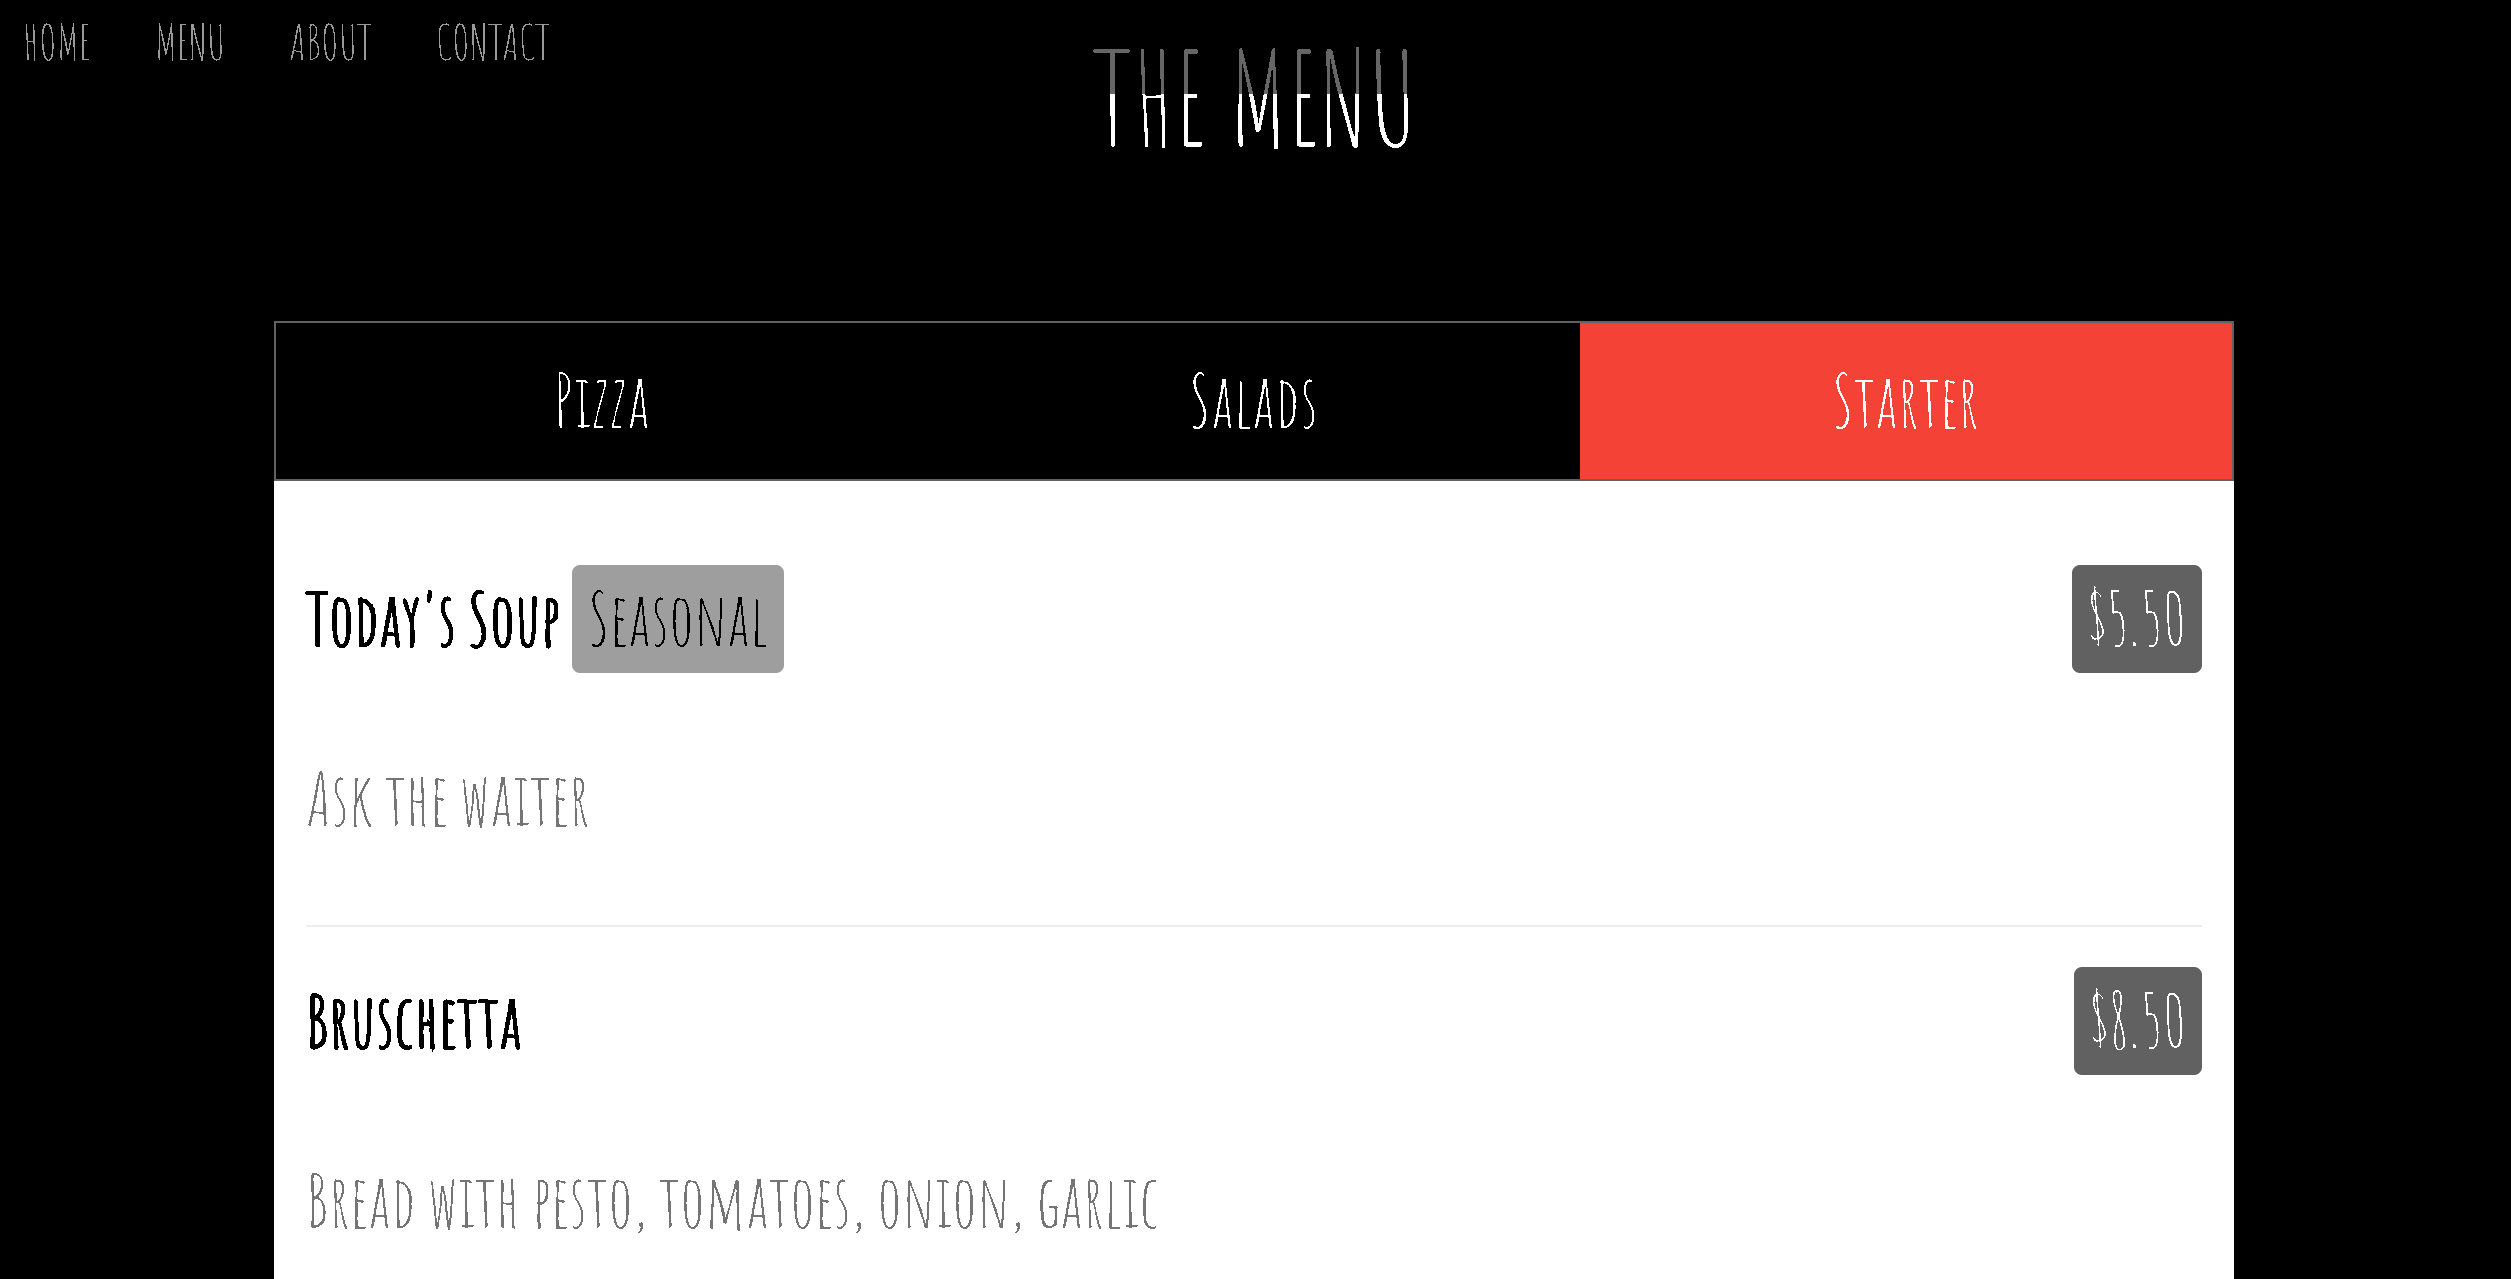 HOME MENU ABOUT CONTACT
THE MENU
Pizza Salads Starter
Today's Soup Seasonal $5.50
Ask the waiter
Bruschetta $8.50
Bread with pesto, tomatoes, onion, garlic